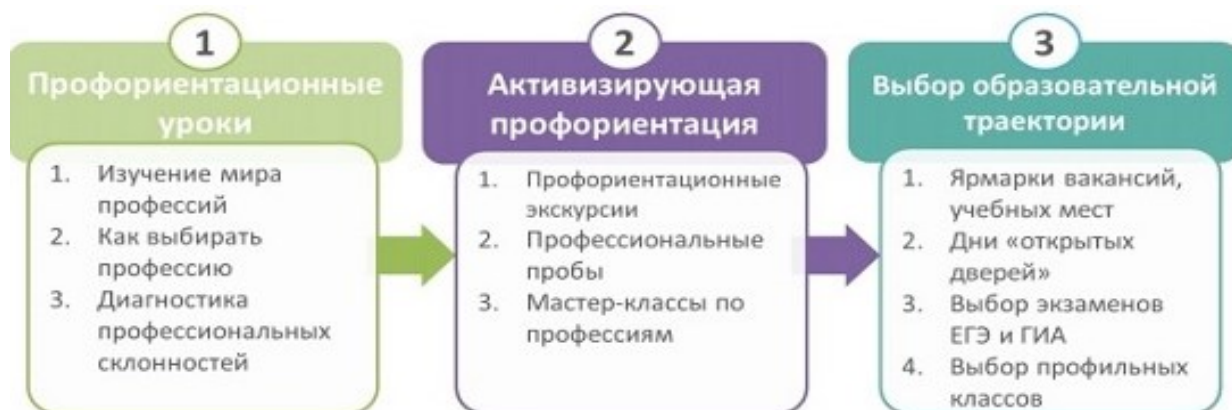 1
Профориентационные
уроки
1. Изучение мира
профессий
2. Как выбирать
профессию
3. Диагностика
профессиональных
склонностей
2
Активизирующая
профориентация
1. Профориентационные
экскурсии
2. Профессиональные
пробы
3. Мастер-классы по
профессиям
3
Выбор образовательной
траектории
1. Ярмарки вакансий,
учебных мест
2. Дни «открытых
дверей»
3. Выбор экзаменов
ЕГЭ и ГИА
4. Выбор профильных
классов